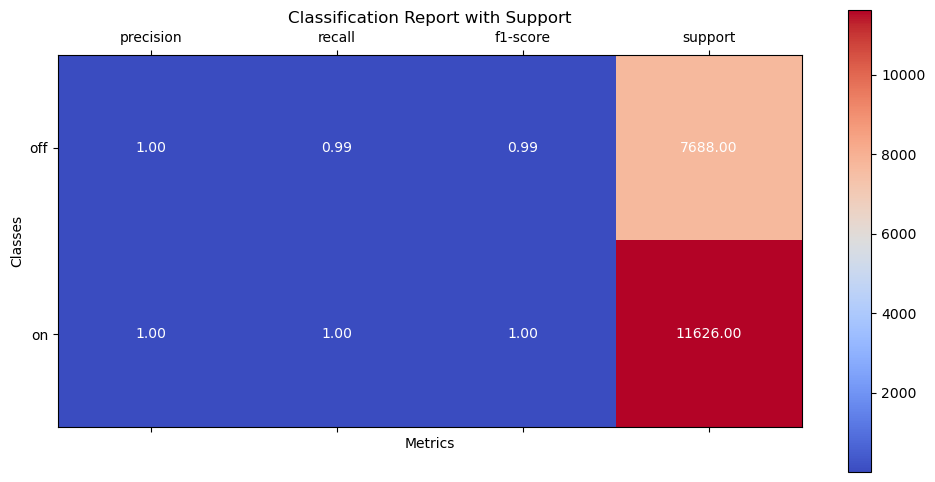 Classification Report with Support
precision recall f1-score support
off 1.00 0.99 0.99 7688.00
on 1.00 1.00 1.00 11626.00
Classes
Metrics
10000
8000
6000
4000
2000